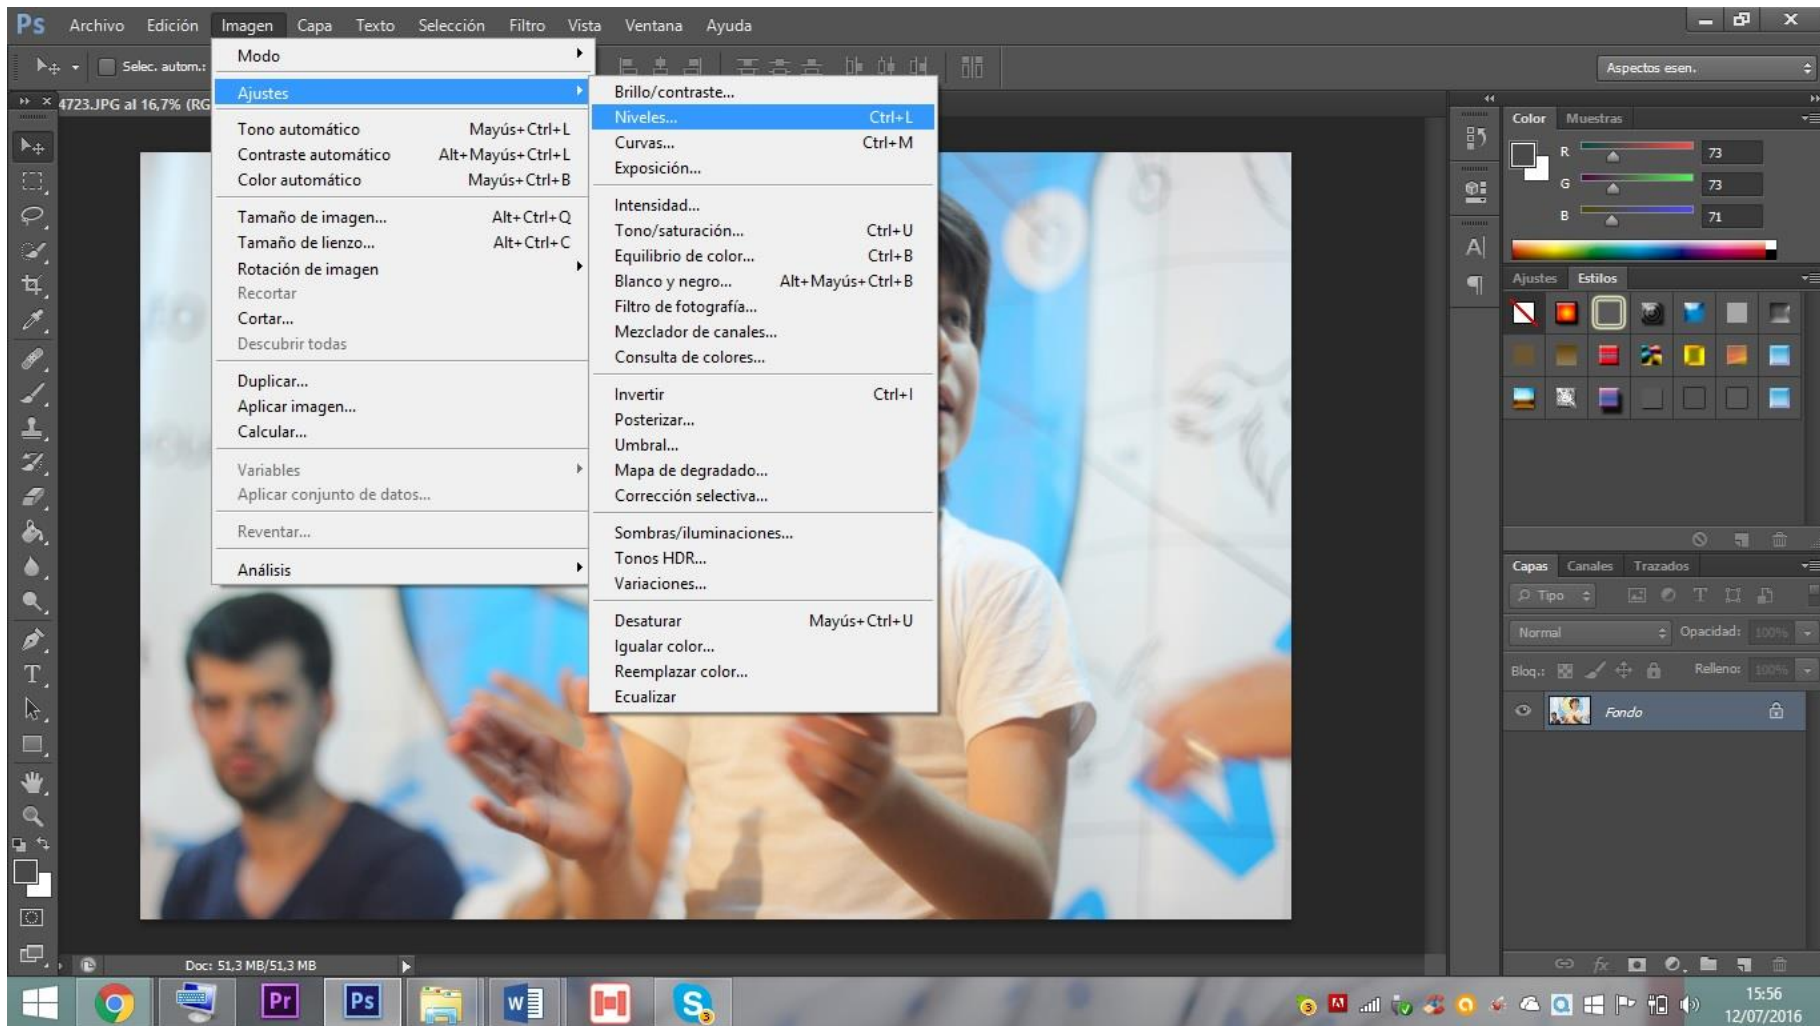 Ps Archivo Edición Imagen Capa Texto Selección Filtro Vista Ventana Ayuda
Selec. autom.:
Aspectos esen.
4723.JPG al 16,7% (RG
Modo
Ajustes
Tono automático Mayús+Ctrl+L
Contraste automático Alt+Mayús+Ctrl+L
Color automático Mayús+Ctrl+B
Tamaño de imagen... Alt+Ctrl+Q
Tamaño de lienzo... Alt+Ctrl+C
Rotación de imagen
Recortar
Cortar...
Descubrir todas
Duplicar...
Aplicar imagen...
Calcular...
Variables
Aplicar conjunto de datos...
Reventar...
Análisis
Brillo/contraste...
Niveles... Ctrl+L
Curvas... Ctrl+M
Exposición...
Intensidad...
Tono/saturación... Ctrl+U
Equilibrio de color... Ctrl+B
Blanco y negro... Alt+Mayús+Ctrl+B
Filtro de fotografía...
Mezclador de canales...
Consulta de colores...
Invertir Ctrl+I
Posterizar...
Umbral...
Mapa de degradado...
Corrección selectiva...
Sombras/iluminaciones...
Tonos HDR...
Variaciones...
Desaturar Mayús+Ctrl+U
Igualar color...
Reemplazar color...
Ecualizar
Color Muestras
R 73
G 73
B 71
Ajustes Estilos
Capas Canales Trazados
Tipo
Normal Opacidad: 100%
Bloq.: Relleno: 100%
Fondo
Doc: 51,3 MB/51,3 MB
Pr Ps
15:56
12/07/2016